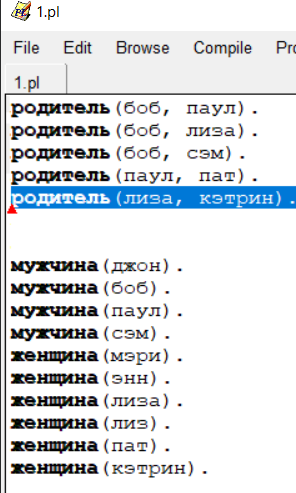 1.pl
File Edit Browse Compile
1.pl
родитель(боб, паул).
родитель(боб, лиза).
родитель(боб, сэм).
родитель(паул, пат).
родитель(лиза, кэтрин).
мужчина(джон).
мужчина(боб).
мужчина(паул).
мужчина(сэм).
женщина(мэри).
женщина(энн).
женщина(лиза).
женщина(лиз).
женщина(пат).
женщина(кэтрин).